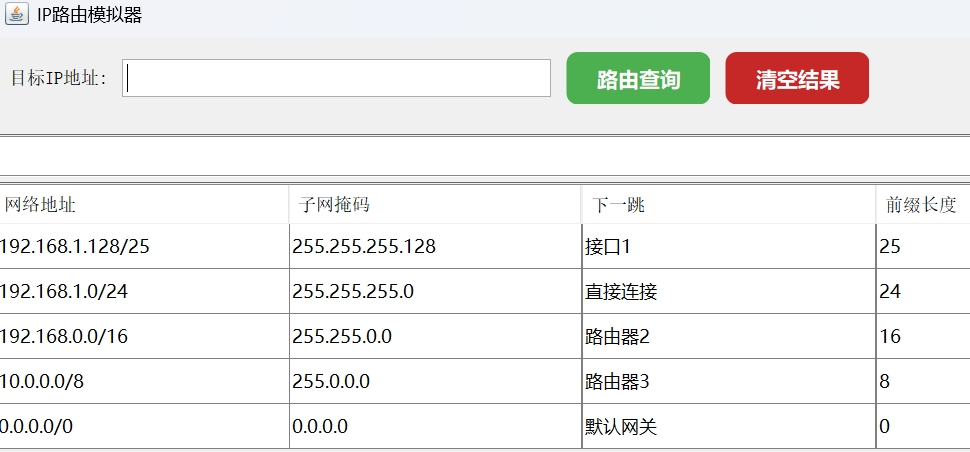 IP路由模拟器
目标IP地址: 路由查询 清空结果
网络地址 子网掩码 下一跳 前缀长度
192.168.1.128/25 255.255.255.128 接口1 25
192.168.1.0/24 255.255.255.0 直接连接 24
192.168.0.0/16 255.255.0.0 路由器2 16
10.0.0.0/8 255.0.0.0 路由器3 8
0.0.0.0/0 0.0.0.0 默认网关 0